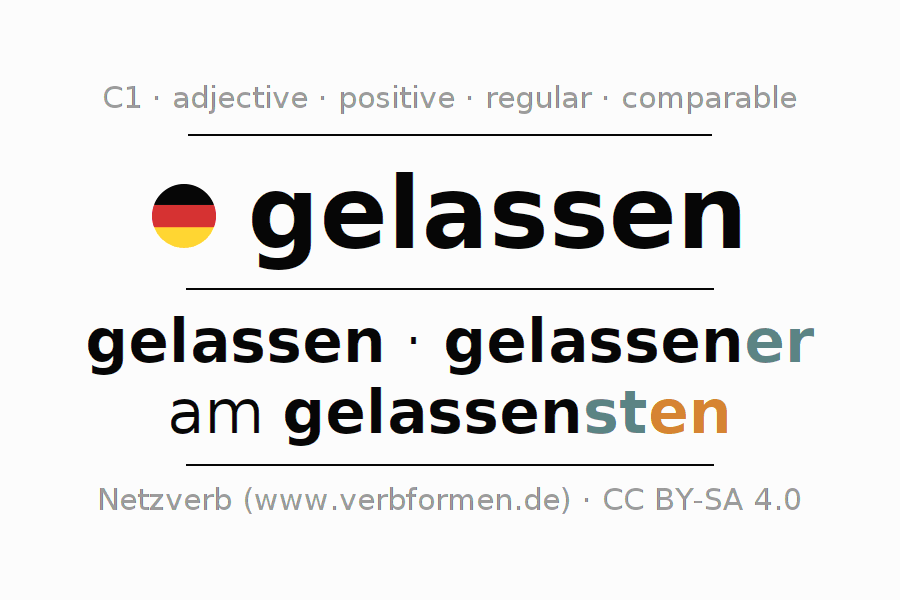 C1 · adjective · positive · regular · comparable
gelassen
gelassen · gelassener
am gelassensten
Netzverb (www.verbformen.de) · CC BY-SA 4.0